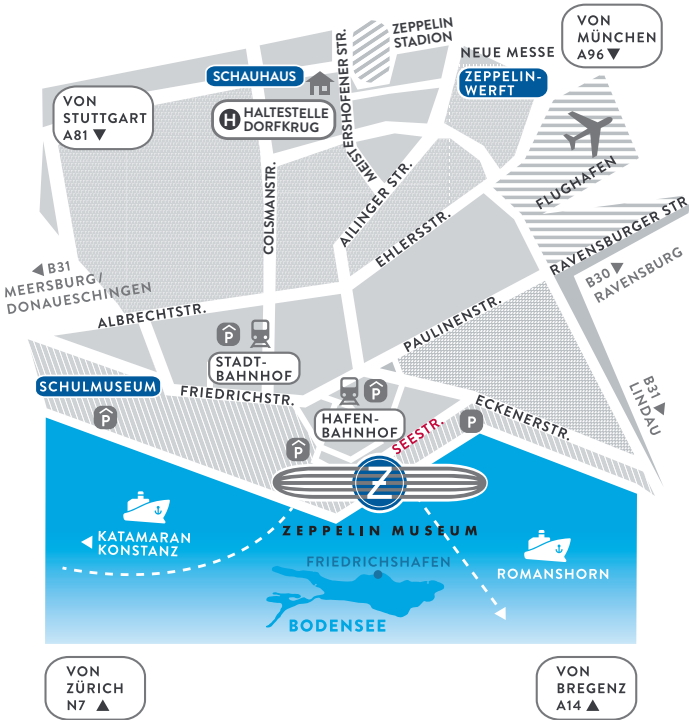 ZEPPELIN
STADION
VON
MÜNCHEN
A96 ▼
NEUE MESSE
SCHAUHAUS
ZEPPELIN-
WERFT
MEISTERSHOFENER STR.
VON
STUTTGART
A81 ▼
H HALTESTELLE
DORFKRUG
FLUGHAFEN
COLSMANSTR.
AILINGER STR.
EHLERSSTR.
RAVENSBURGER STR
◀ B31
MEERSBURG/
DONAUESCHINGEN
B30 ▼
RAVENSBURG
ALBRECHTSTR.
PAULINENSTR.
P
STADT-
BAHNHOF
SCHULMUSEUM
FRIEDRICHSTR.
P
HAFEN-
BAHNHOF
B31 ▼
LINDAU
P
SEESTR.
P
ECKENERSTR.
P
Z
ZEPPELIN MUSEUM
◀ KATAMARAN
KONSTANZ
FRIEDRICHSHAFEN
ROMANSHORN
BODENSEE
VON
ZÜRICH
N7 ▲
VON
BREGENZ
A14 ▲